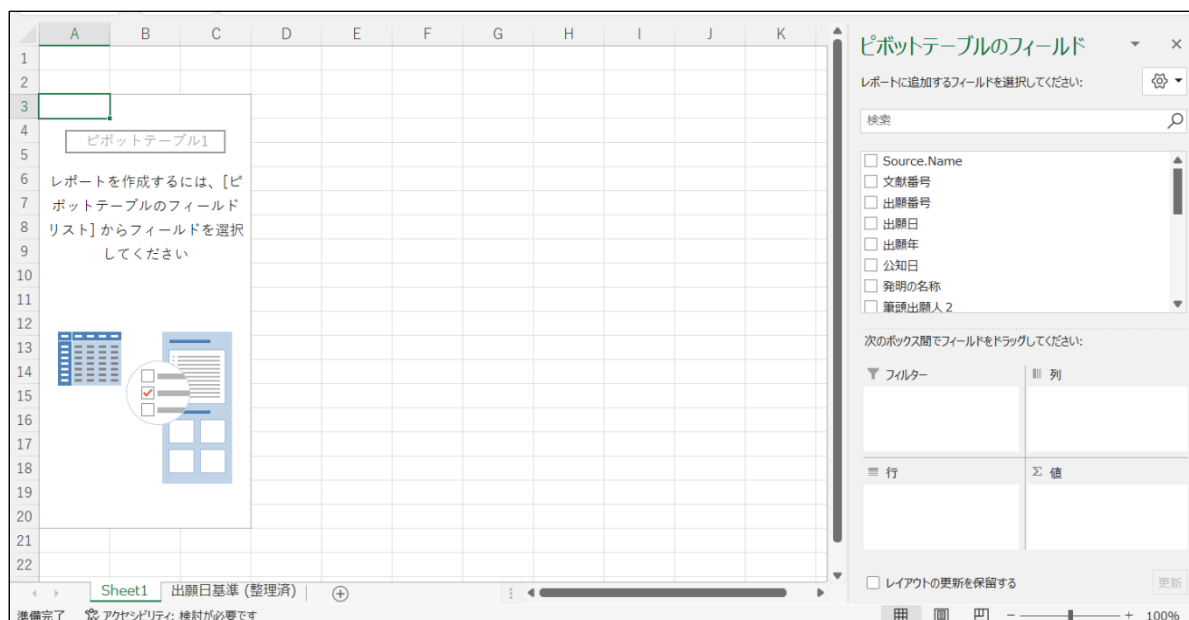 A B C D E F G H I J K
1
2
3
4
5
6
7
8
9
10
11
12
13
14
15
16
17
18
19
20
21
22
ピボットテーブル1
レポートを作成するには、[ピ
ボットテーブルのフィールド
リスト] からフィールドを選択
してください
Sheet1 出願日基準 (整理済)
準備完了 アクセシビリティ: 検討が必要です
ピボットテーブルのフィールド
レポートに追加するフィールドを選択してください:
検索
Source.Name
文献番号
出願番号
出願日
出願年
公知日
発明の名称
筆頭出願人2
次のボックス間でフィールドをドラッグしてください:
フィルター
列
行
Σ 値
レイアウトの更新を保留する
更新
100%